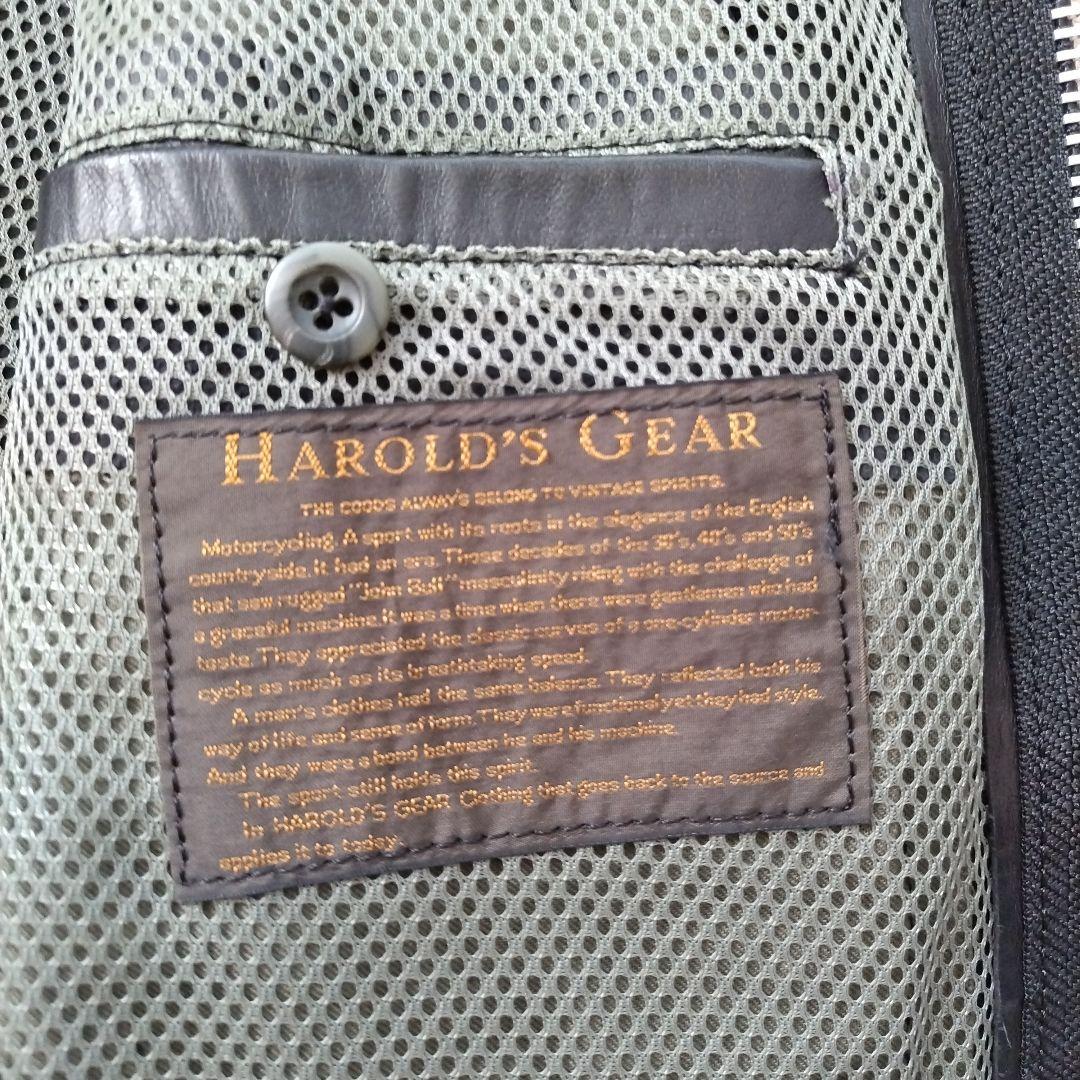 HAROLD'S GEAR
THE GOODS ALWAY'S BELONG TO VINTAGE SPIRITS.
Motorcycling. A sport with its roots in the elegance of the English
countryside. It had an era. Those decades of the 30's, 40's and 50's
that saw rugged "John Bull" masculinity riding with the challenge of
a graceful machine. It was a time when there were gentlemen who had
taste. They appreciated the classic curves of a one-cylinder motor-
cycle as much as its breathtaking speed.
A man's clothes had the same balance. They reflected both his
way of life and sense of form. They were functional yet they had style.
And they were a bond between he and his machine.
The sport still holds this spirit.
In HAROLD'S GEAR Clothing that goes back to the source and
applies it to today.